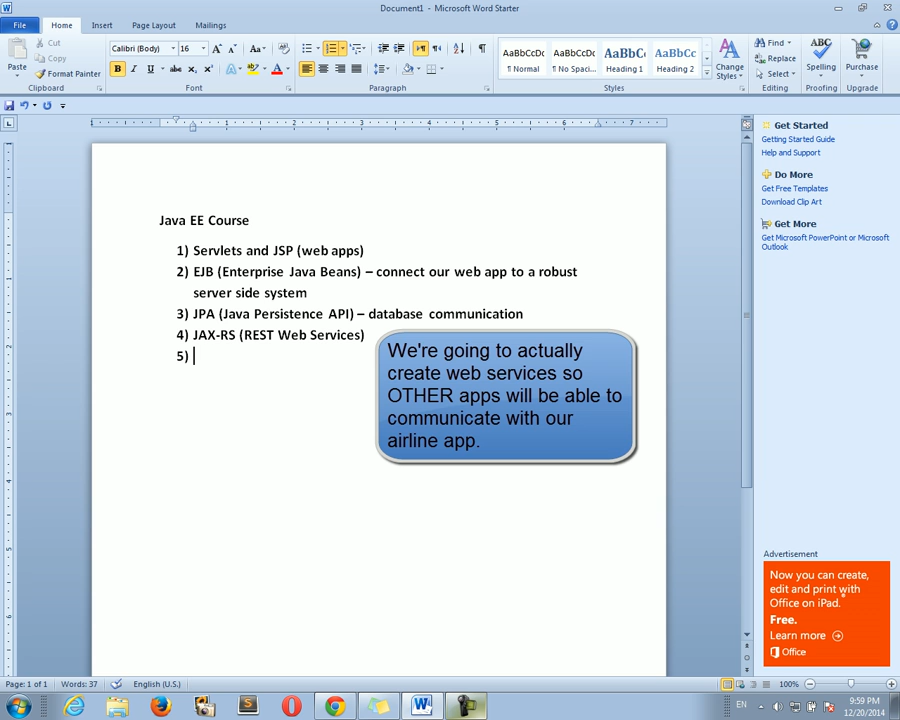 Document1 - Microsoft Word Starter
File Home Insert Page Layout Mailings
Paste
Cut
Copy
Format Painter
Clipboard
Calibri (Body) 16
Font
Paragraph
AaBbCcDc AaBbCcDc AaBbC AaBbCc
¶ Normal ¶ No Spaci... Heading 1 Heading 2
Change
Styles
Styles
Find
Replace
Select
Editing
Spelling
Proofing
Purchase
Upgrade
Java EE Course
1) Servlets and JSP (web apps)
2) EJB (Enterprise Java Beans) – connect our web app to a robust
server side system
3) JPA (Java Persistence API) – database communication
4) JAX-RS (REST Web Services)
5)
We're going to actually
create web services so
OTHER apps will be able to
communicate with our
airline app.
Get Started
Getting Started Guide
Help and Support
Do More
Get Free Templates
Download Clip Art
Get More
Get Microsoft PowerPoint or Microsoft
Outlook
Advertisement
Now you can create,
edit and print with
Office on iPad.
Free.
Learn more
Office
Page: 1 of 1 Words: 37 English (U.S.) 100%
EN 9:59 PM
12/20/2014